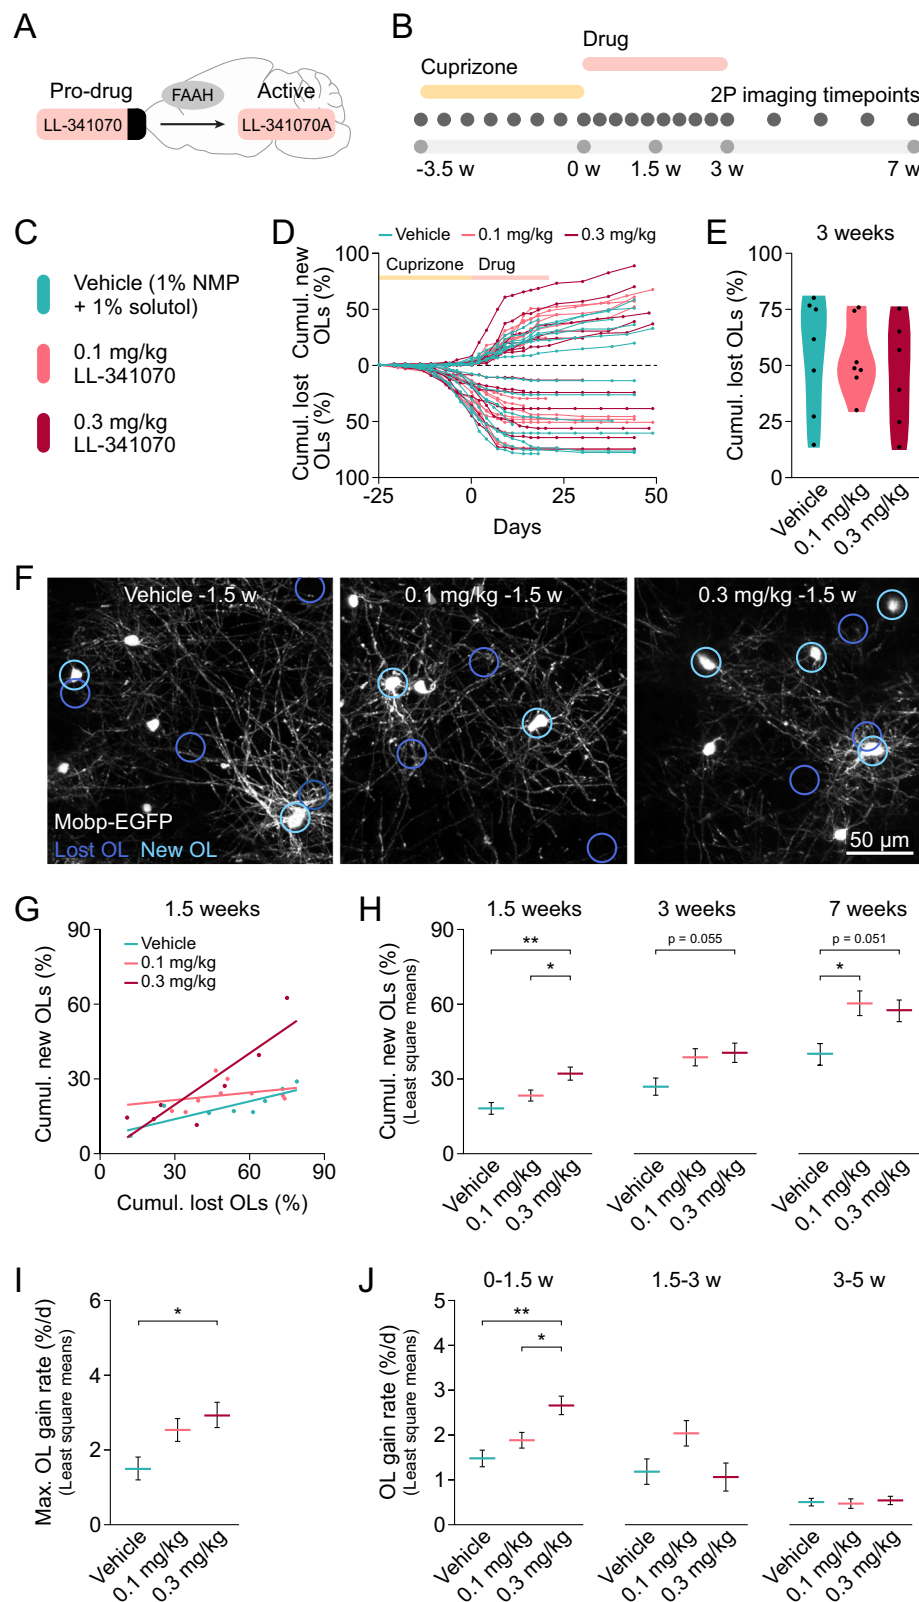 A
Pro-drug
FAAH
Active
LL-341070
LL-341070A
B
Drug
Cuprizone
2P imaging timepoints
-3.5 w
0 w
1.5 w
3 w
7 w
C
Vehicle (1% NMP
+ 1% solutol)
0.1 mg/kg
LL-341070
0.3 mg/kg
LL-341070
D
Vehicle
0.1 mg/kg
0.3 mg/kg
Cuprizone
Drug
Cumul. new
OLs (%)
Cumul. lost
OLs (%)
100
50
0
50
100
-25
0
25
50
Days
E
3 weeks
Cumul. lost OLs (%)
100
75
50
25
0
Vehicle
0.1 mg/kg
0.3 mg/kg
F
Vehicle -1.5 w
0.1 mg/kg -1.5 w
0.3 mg/kg -1.5 w
Mobp-EGFP
Lost OL
New OL
50 µm
G
1.5 weeks
Vehicle
0.1 mg/kg
0.3 mg/kg
Cumul. new OLs (%)
90
60
30
0
0
30
60
90
Cumul. lost OLs (%)
H
1.5 weeks
3 weeks
7 weeks
Cumul. new OLs (%)
(Least square means)
90
60
30
0
**
*
p = 0.055
p = 0.051
*
Vehicle
0.1 mg/kg
0.3 mg/kg
Vehicle
0.1 mg/kg
0.3 mg/kg
Vehicle
0.1 mg/kg
0.3 mg/kg
I
Max. OL gain rate (%/d)
(Least square means)
6
4
2
0
*
Vehicle
0.1 mg/kg
0.3 mg/kg
J
0-1.5 w
1.5-3 w
3-5 w
OL gain rate (%/d)
(Least square means)
5
4
3
2
1
0
**
*
Vehicle
0.1 mg/kg
0.3 mg/kg
Vehicle
0.1 mg/kg
0.3 mg/kg
Vehicle
0.1 mg/kg
0.3 mg/kg